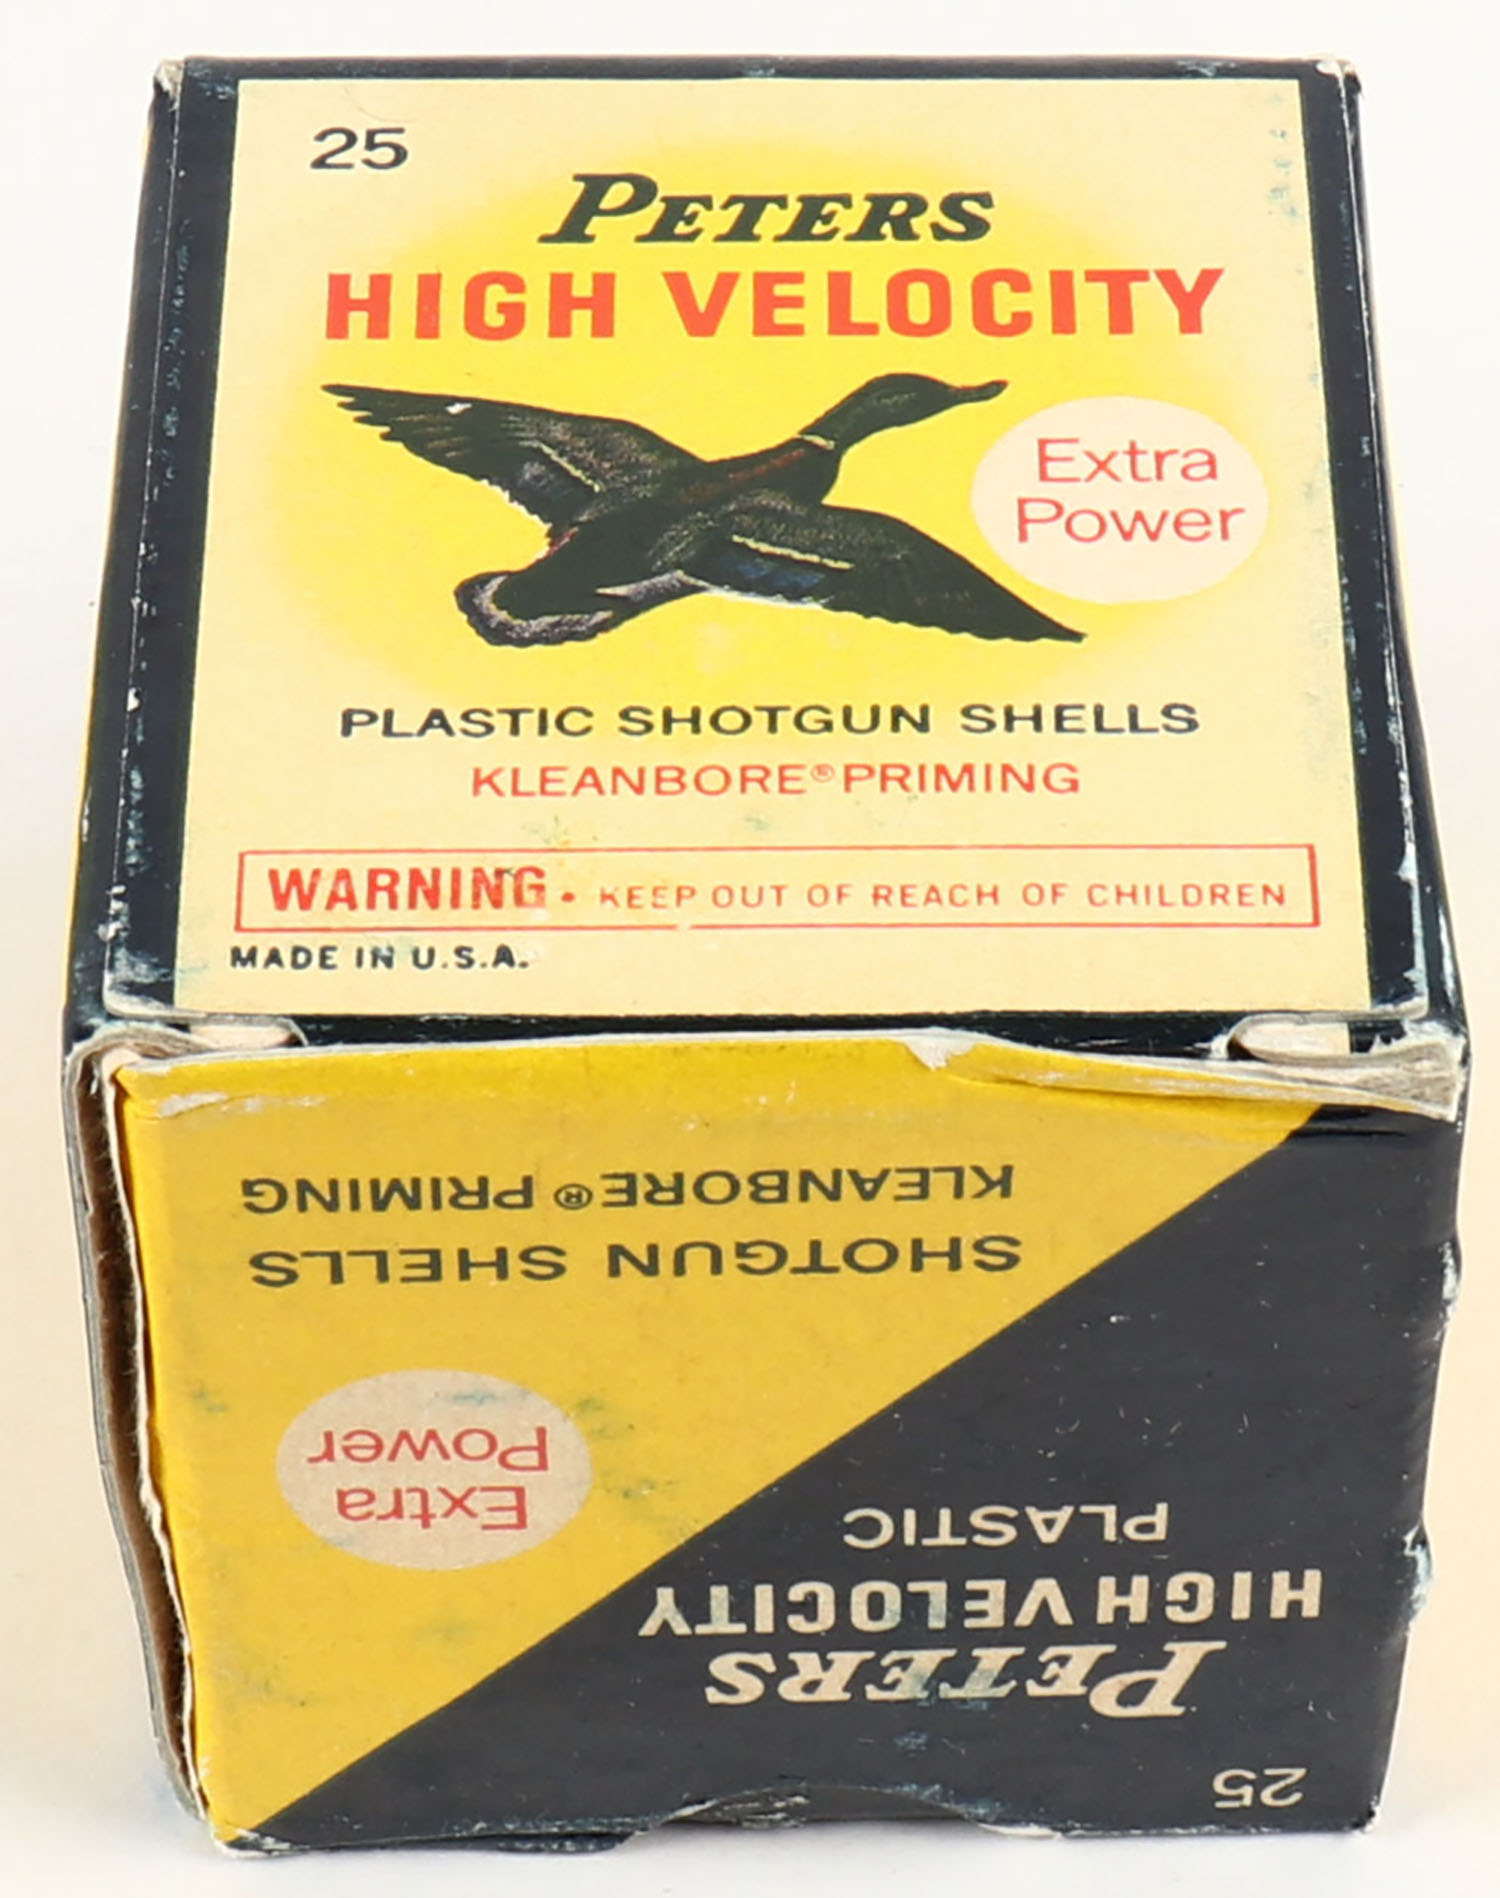 25
PETERS
HIGH VELOCITY
Extra
Power
PLASTIC SHOTGUN SHELLS
KLEANBORE® PRIMING
WARNING • KEEP OUT OF REACH OF CHILDREN
MADE IN U.S.A.
25
PETERS
HIGH VELOCITY
PLASTIC
Extra
Power
SHOTGUN SHELLS
KLEANBORE® PRIMING